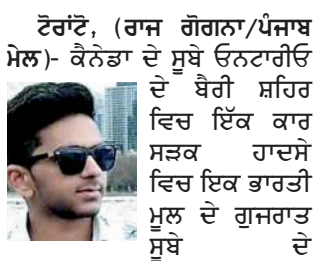 ਟੋਰਾਂਟੋ, (ਰਾਜ ਗੋਗਨਾ/ਪੰਜਾਬ
ਮੇਲ)- ਕੈਨੇਡਾ ਦੇ ਸੂਬੇ ਓਨਟਾਰੀਓ
ਦੇ ਬੈਰੀ ਸ਼ਹਿਰ
ਵਿਚ ਇੱਕ ਕਾਰ
ਸੜਕ ਹਾਦਸੇ
ਵਿਚ ਇਕ ਭਾਰਤੀ
ਮੂਲ ਦੇ ਗੁਜਰਾਤ
ਸੂਬੇ ਦੇ